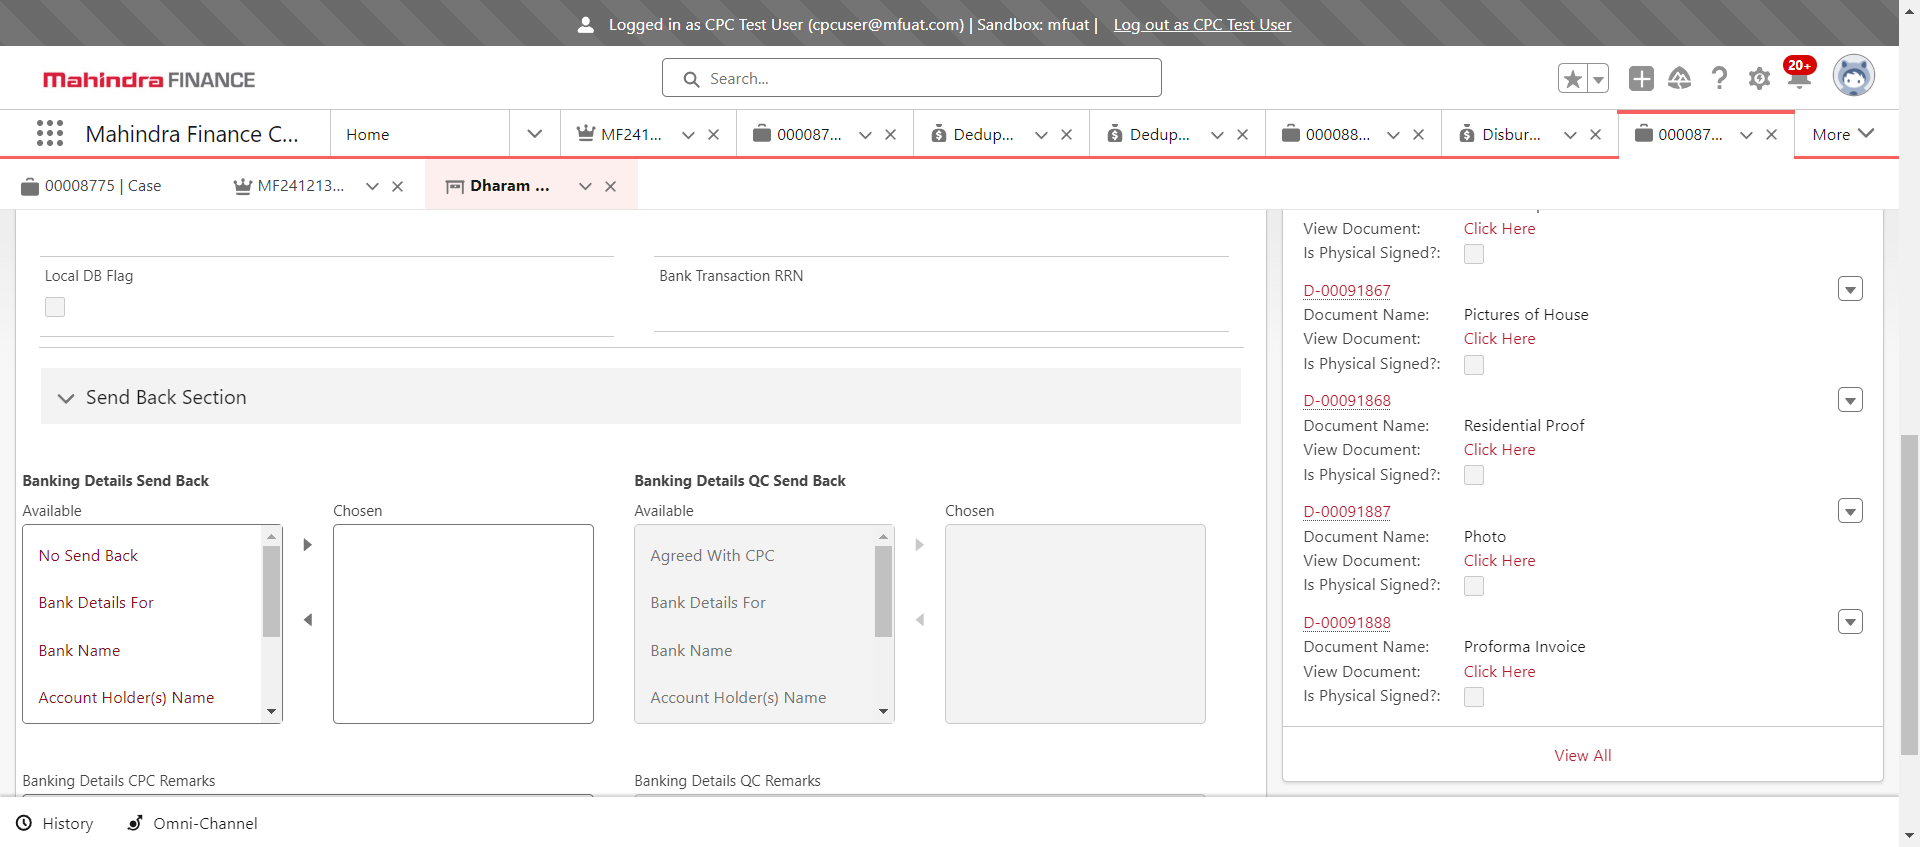 Logged in as CPC Test User (cpcuser@mfuat.com) | Sandbox: mfuat | Log out as CPC Test User
Mahindra FINANCE
Search...
20+
Mahindra Finance C...
Home
MF241...
000087...
Dedup...
Dedup...
000088...
Disbur...
000087...
More
00008775 | Case
MF241213...
Dharam ...
Local DB Flag
Bank Transaction RRN
Send Back Section
Banking Details Send Back
Available
Chosen
No Send Back
Bank Details For
Bank Name
Account Holder(s) Name
Banking Details QC Send Back
Available
Chosen
Agreed With CPC
Bank Details For
Bank Name
Account Holder(s) Name
Banking Details CPC Remarks
Banking Details QC Remarks
View Document: Click Here
Is Physical Signed?:
D-00091867
Document Name: Pictures of House
View Document: Click Here
Is Physical Signed?:
D-00091868
Document Name: Residential Proof
View Document: Click Here
Is Physical Signed?:
D-00091887
Document Name: Photo
View Document: Click Here
Is Physical Signed?:
D-00091888
Document Name: Proforma Invoice
View Document: Click Here
Is Physical Signed?:
View All
History
Omni-Channel